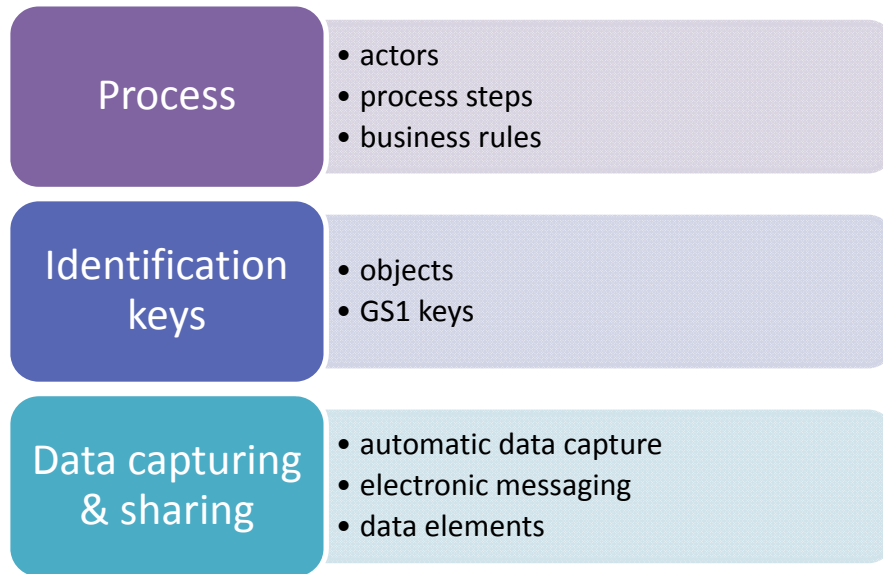 Process
• actors
• process steps
• business rules
Identification
keys
• objects
• GS1 keys
Data capturing
& sharing
• automatic data capture
• electronic messaging
• data elements